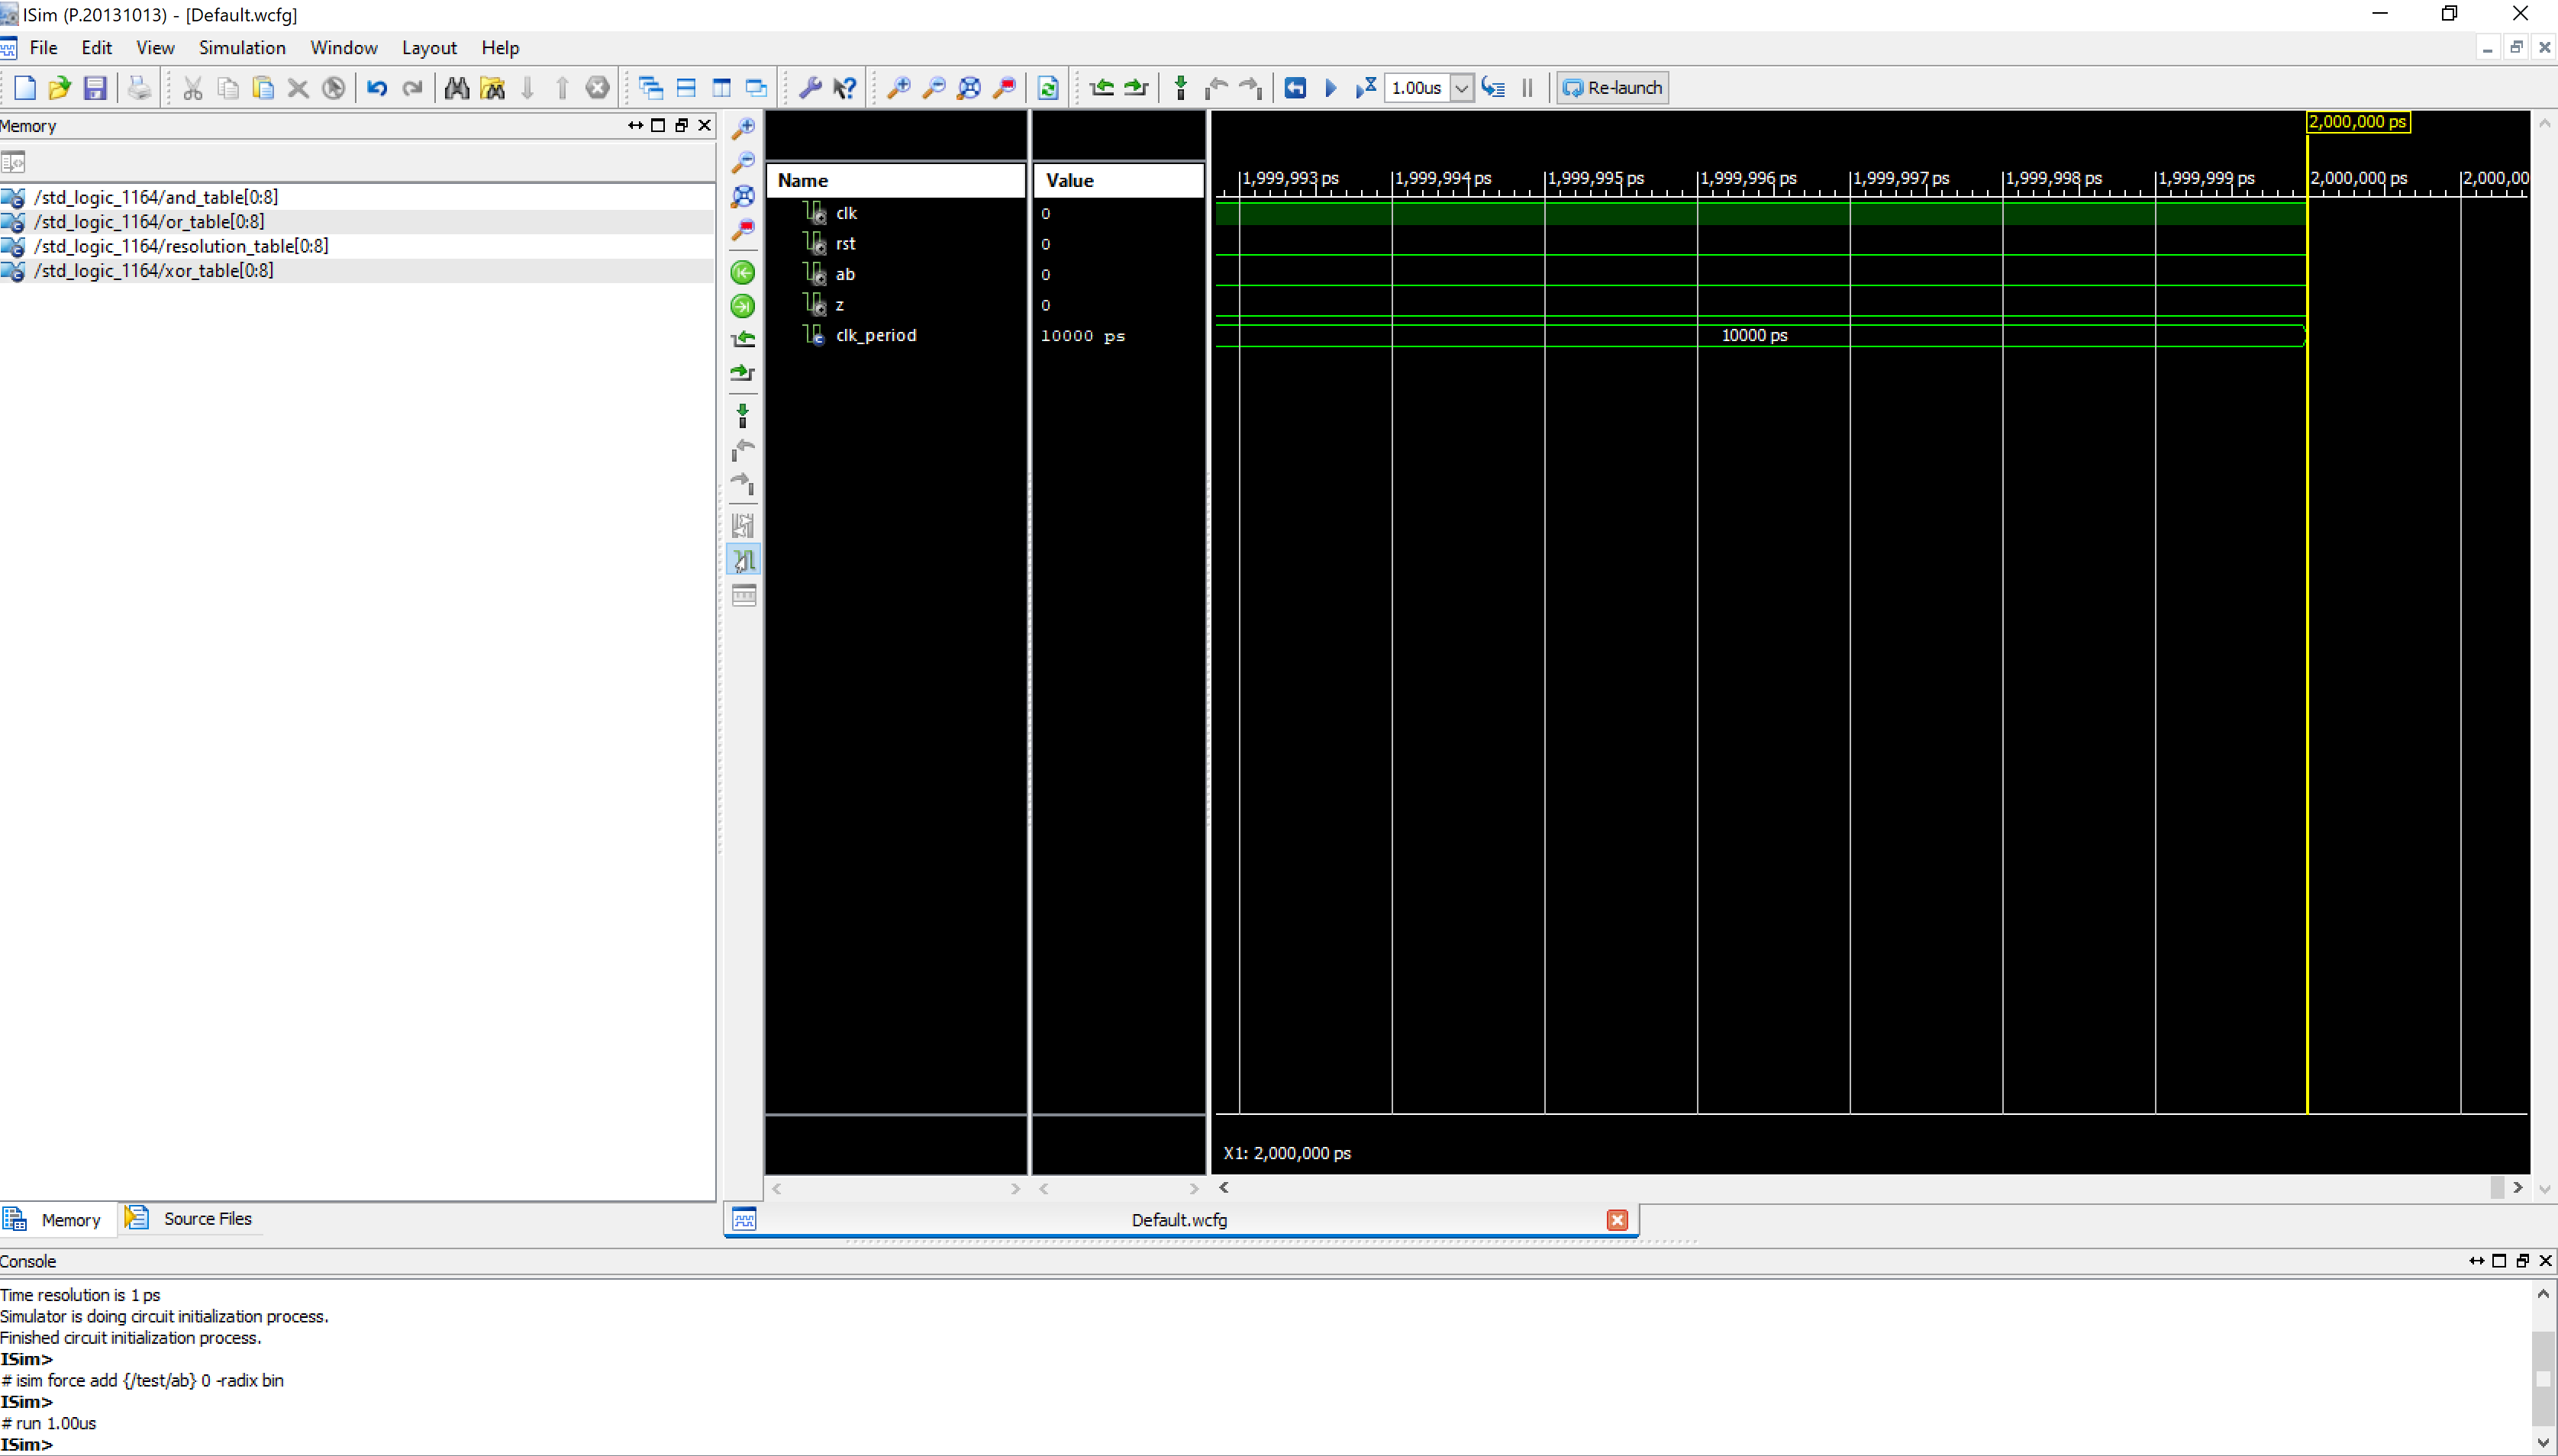 ISim (P.20131013) - [Default.wcfg]
File Edit View Simulation Window Layout Help
1.00us Re-launch
Memory
/std_logic_1164/and_table[0:8]
/std_logic_1164/or_table[0:8]
/std_logic_1164/resolution_table[0:8]
/std_logic_1164/xor_table[0:8]
2,000,000 ps
Name Value
1,999,993 ps 1,999,994 ps 1,999,995 ps 1,999,996 ps 1,999,997 ps 1,999,998 ps 1,999,999 ps 2,000,000 ps 2,000,00
clk 0
rst 0
ab 0
z 0
clk_period 10000 ps 10000 ps
X1: 2,000,000 ps
Memory Source Files
Default.wcfg
Console
Time resolution is 1 ps
Simulator is doing circuit initialization process.
Finished circuit initialization process.
ISim>
# isim force add {/test/ab} 0 -radix bin
ISim>
# run 1.00us
ISim>